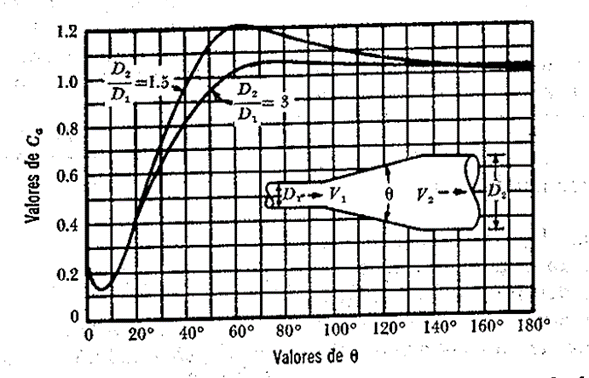 1.2
1.0
0.8
0.6
0.4
0.2
0
Valores de Cₐ
D₂/D₁ = 1.5
D₂/D₁ = 3
D₁ V₁ θ V₂ D₂
0 20° 40° 60° 80° 100° 120° 140° 160° 180°
Valores de θ